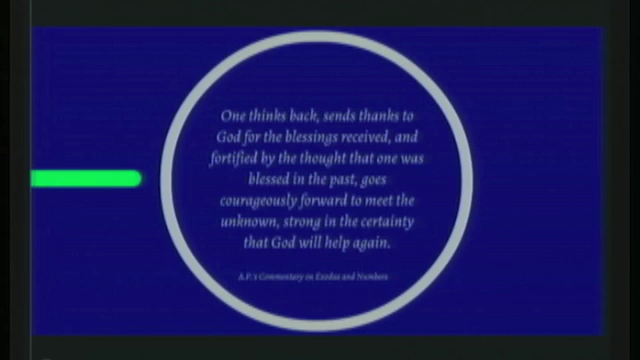 One thinks back, sends thanks to
God for the blessings received, and
fortified by the thought that one was
blessed in the past, goes
courageously forward to meet the
unknown, strong in the certainty
that God will help again.
A.P.'s Commentary on Exodus and Numbers